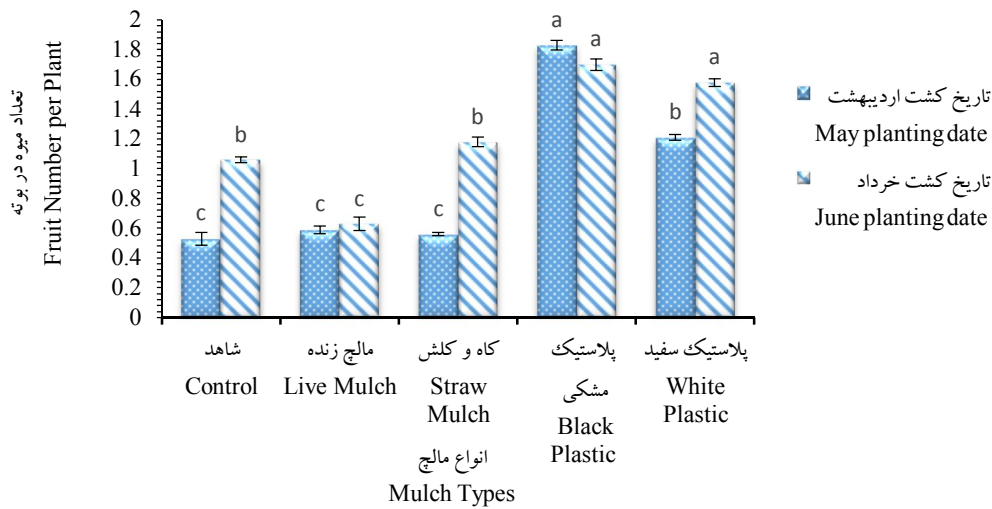 تعداد میوه در بوته
Fruit Number per Plant
2
1.8
1.6
1.4
1.2
1
0.8
0.6
0.4
0.2
0
c
b
c
c
c
b
a
a
b
a
شاهد
Control
مالچ زنده
Live Mulch
کاه و کلش
Straw
Mulch
پلاستیک
مشکی
Black
Plastic
پلاستیک سفید
White
Plastic
انواع مالچ
Mulch Types
تاریخ کشت اردیبهشت
May planting date
تاریخ کشت خرداد
June planting date